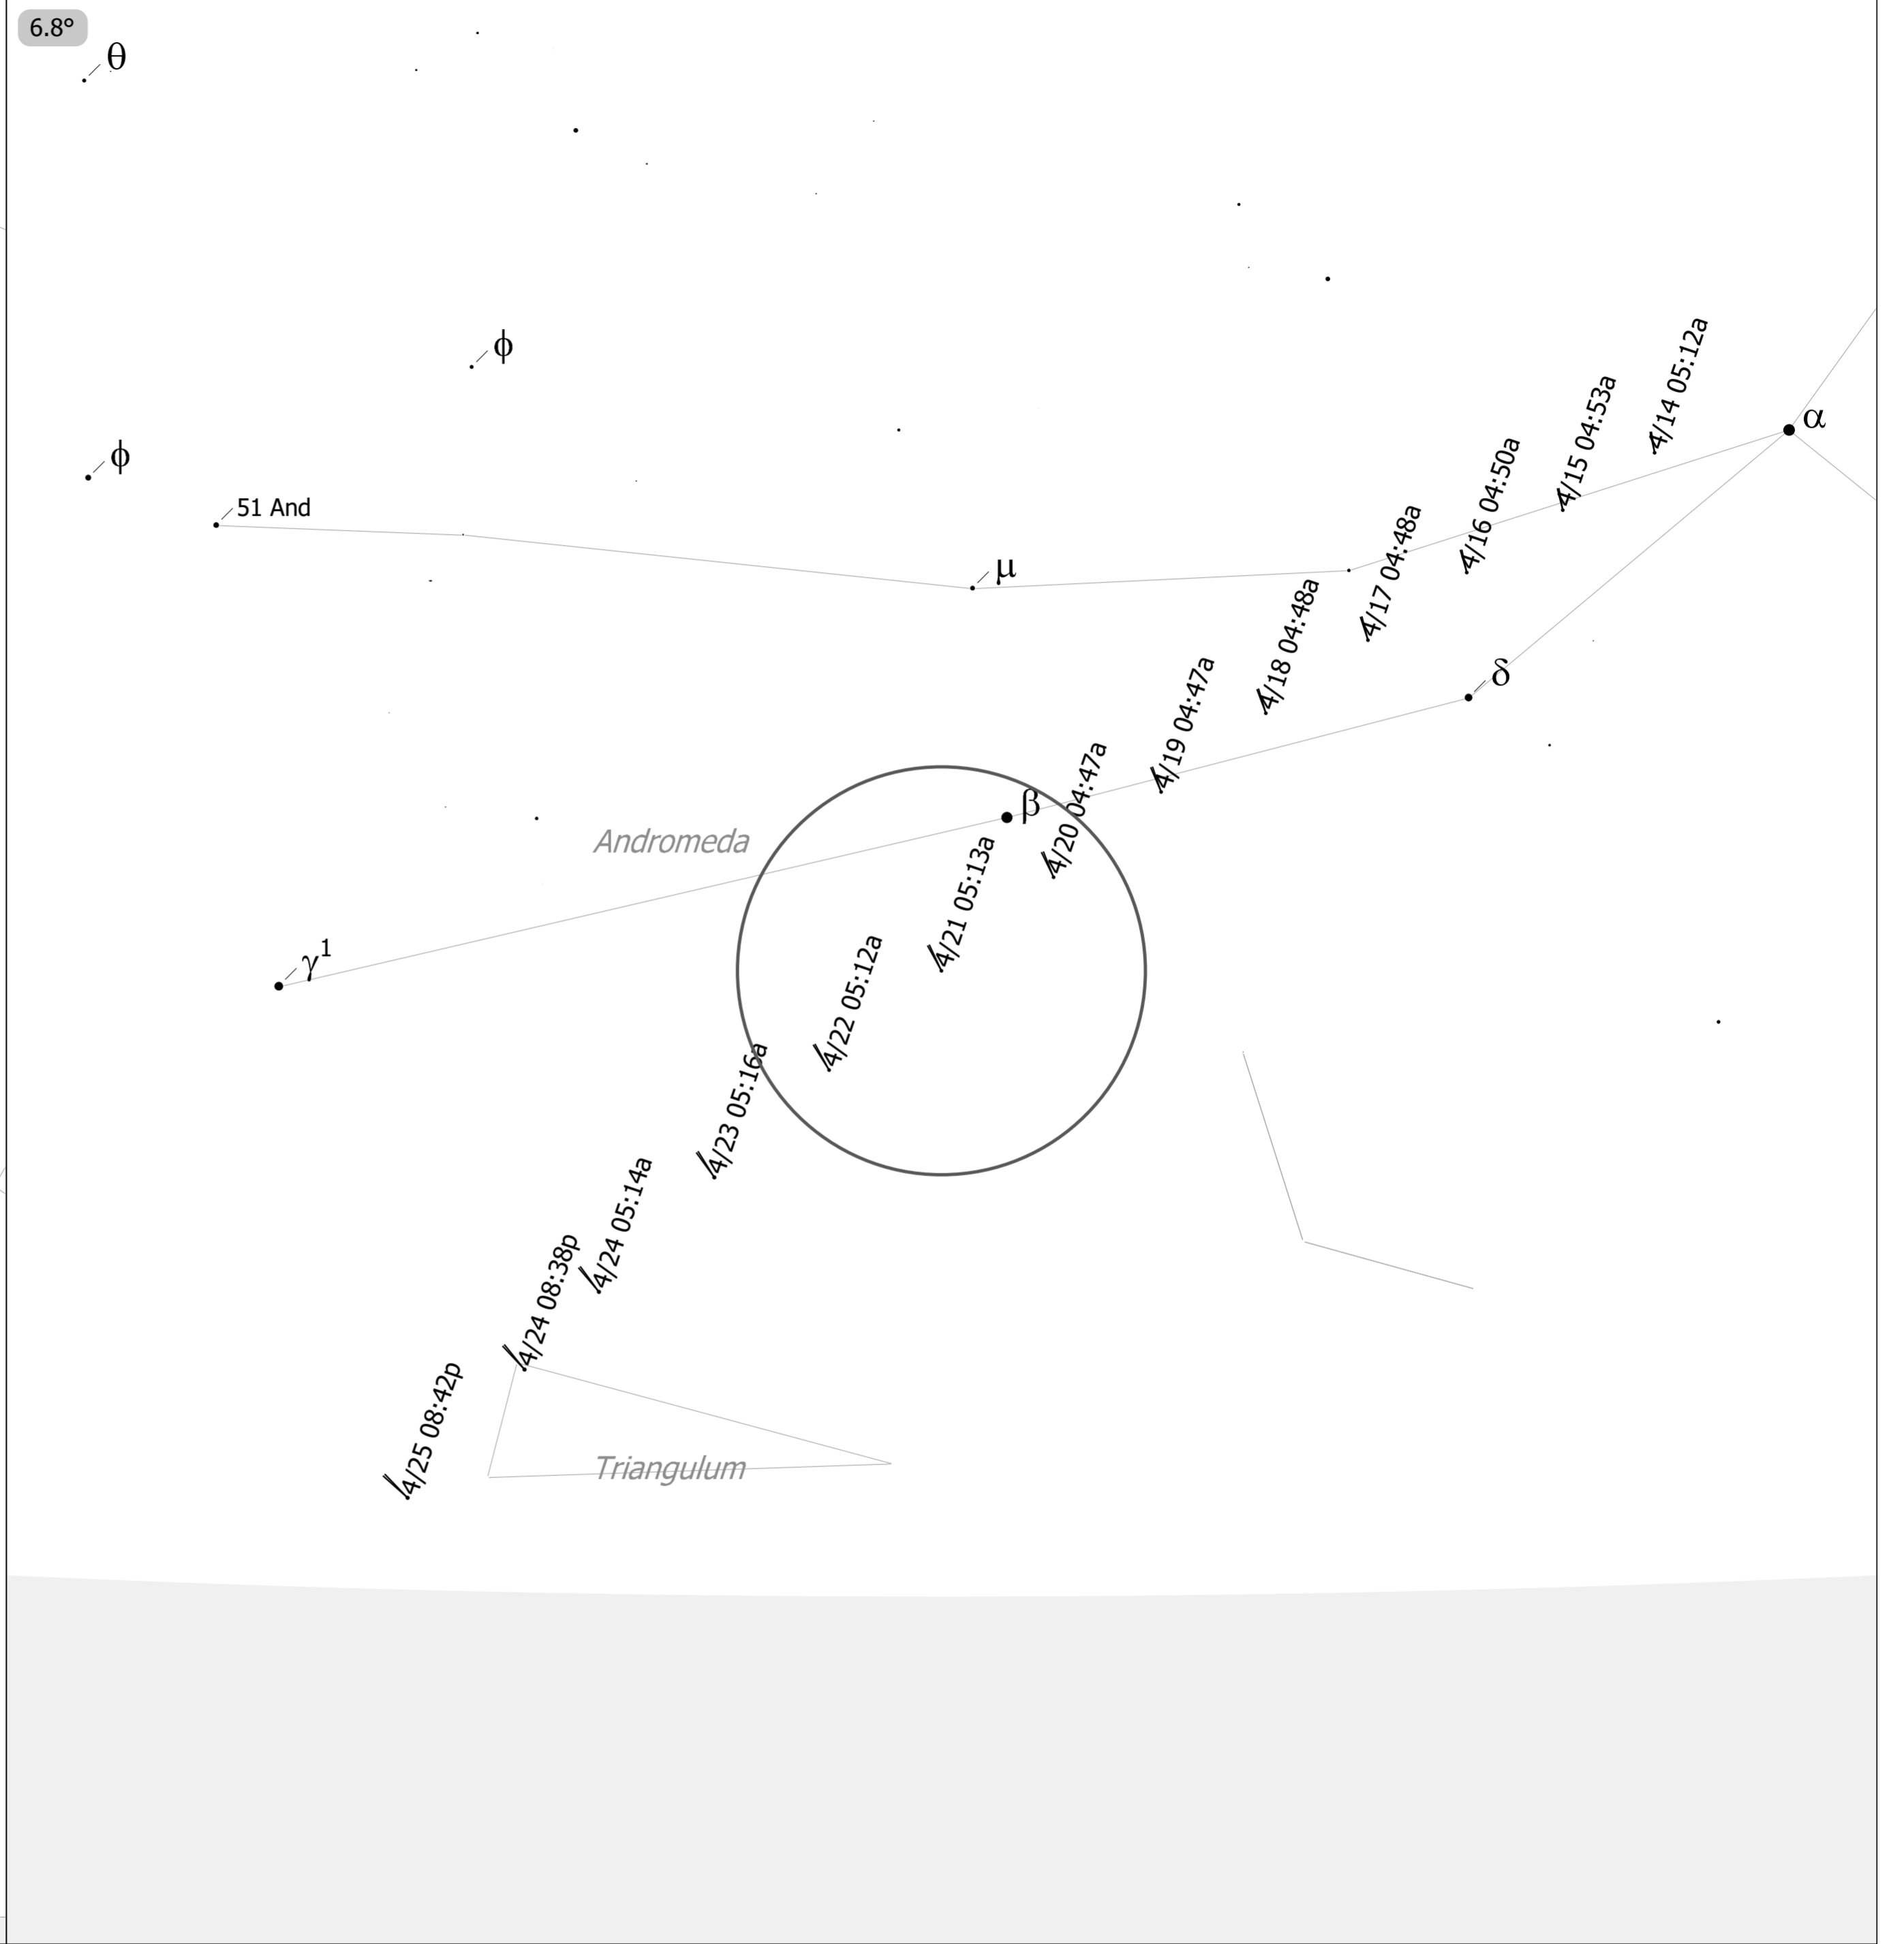 6.8°
θ
ϕ
ϕ
51 And
μ
α
4/14 05:12a
4/15 04:53a
4/16 04:50a
4/17 04:48a
4/18 04:48a
δ
4/19 04:47a
β
4/20 04:47a
Andromeda
4/21 05:13a
γ1
4/22 05:12a
4/23 05:16a
4/24 05:14a
4/24 08:38p
4/25 08:42p
Triangulum